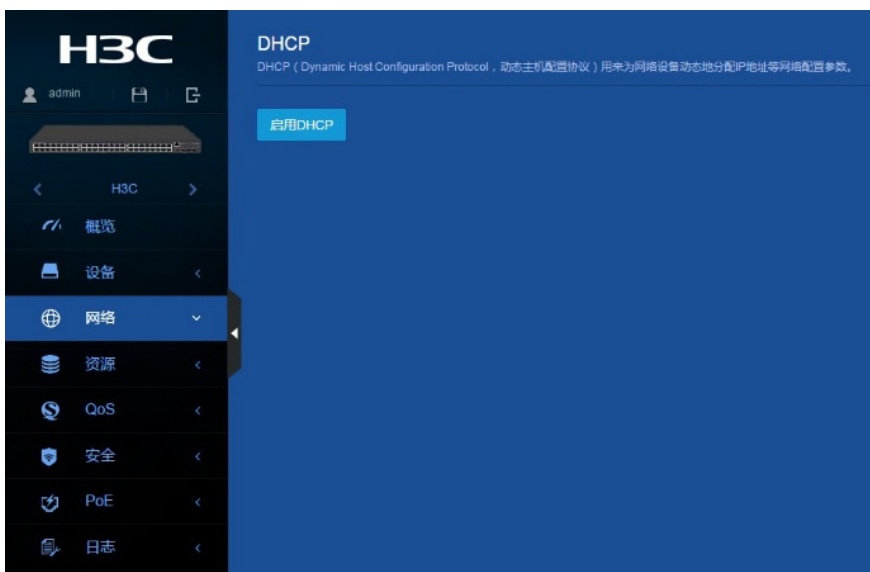 H3C
admin
H3C
概览
设备
网络
资源
QoS
安全
PoE
日志
DHCP
DHCP（Dynamic Host Configuration Protocol，动态主机配置协议）用来为网络设备动态地分配IP地址等网络配置参数。
启用DHCP